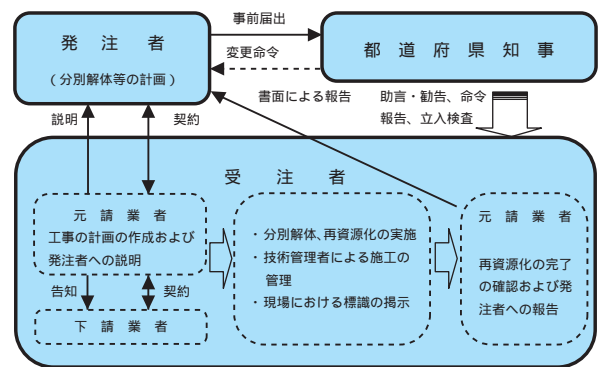 発注者
(分別解体等の計画)
事前届出
変更命令
都道府県知事
説明
契約
書面による報告
助言・勧告、命令
報告、立入検査
受注者
元請業者
工事の計画の作成および
発注者への説明
告知
契約
下請業者
・分別解体、再資源化の実施
・技術管理者による施工の
管理
・現場における標識の掲示
元請業者
再資源化の完了
の確認および発
注者への報告